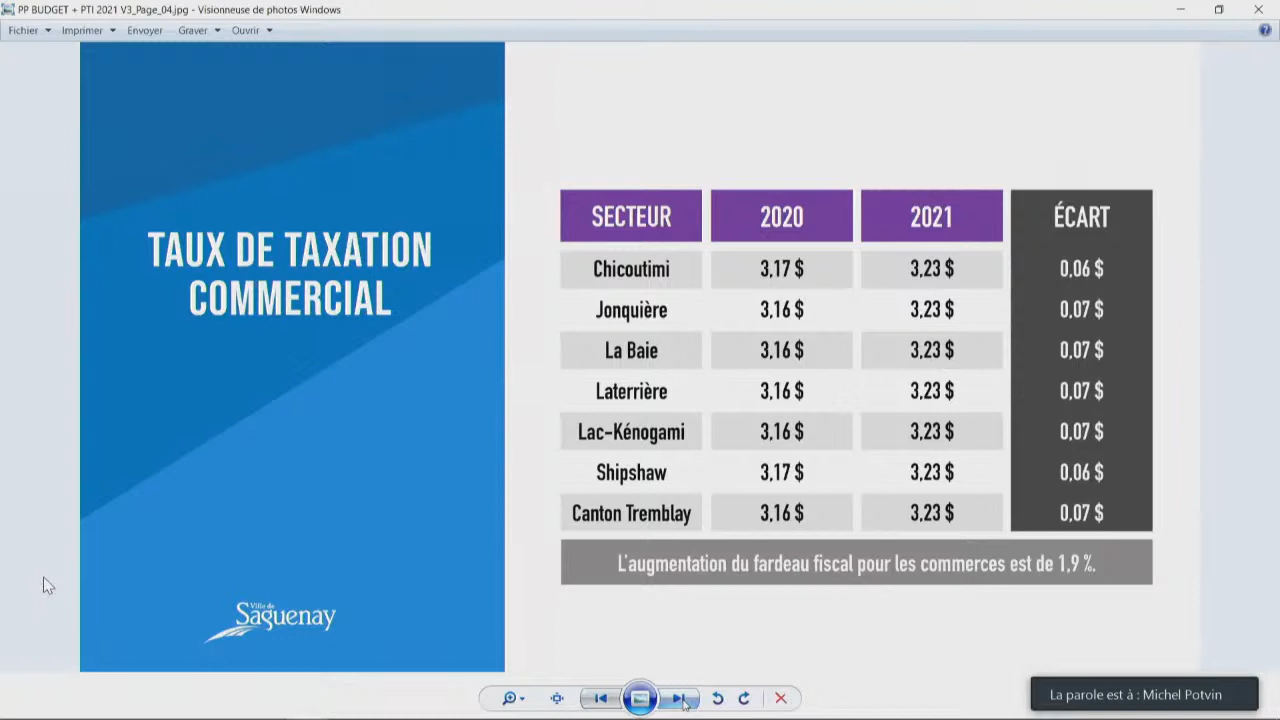 PP BUDGET + PTI 2021 V3_Page_04.jpg - Visionneuse de photos Windows
Fichier Imprimer Envoyer Graver Ouvrir
TAUX DE TAXATION
COMMERCIAL
Ville de
Saguenay
SECTEUR 2020 2021 ÉCART
Chicoutimi 3,17 $ 3,23 $ 0,06 $
Jonquière 3,16 $ 3,23 $ 0,07 $
La Baie 3,16 $ 3,23 $ 0,07 $
Laterrière 3,16 $ 3,23 $ 0,07 $
Lac-Kénogami 3,16 $ 3,23 $ 0,07 $
Shipshaw 3,17 $ 3,23 $ 0,06 $
Canton Tremblay 3,16 $ 3,23 $ 0,07 $
L'augmentation du fardeau fiscal pour les commerces est de 1,9 %.
La parole est à : Michel Potvin